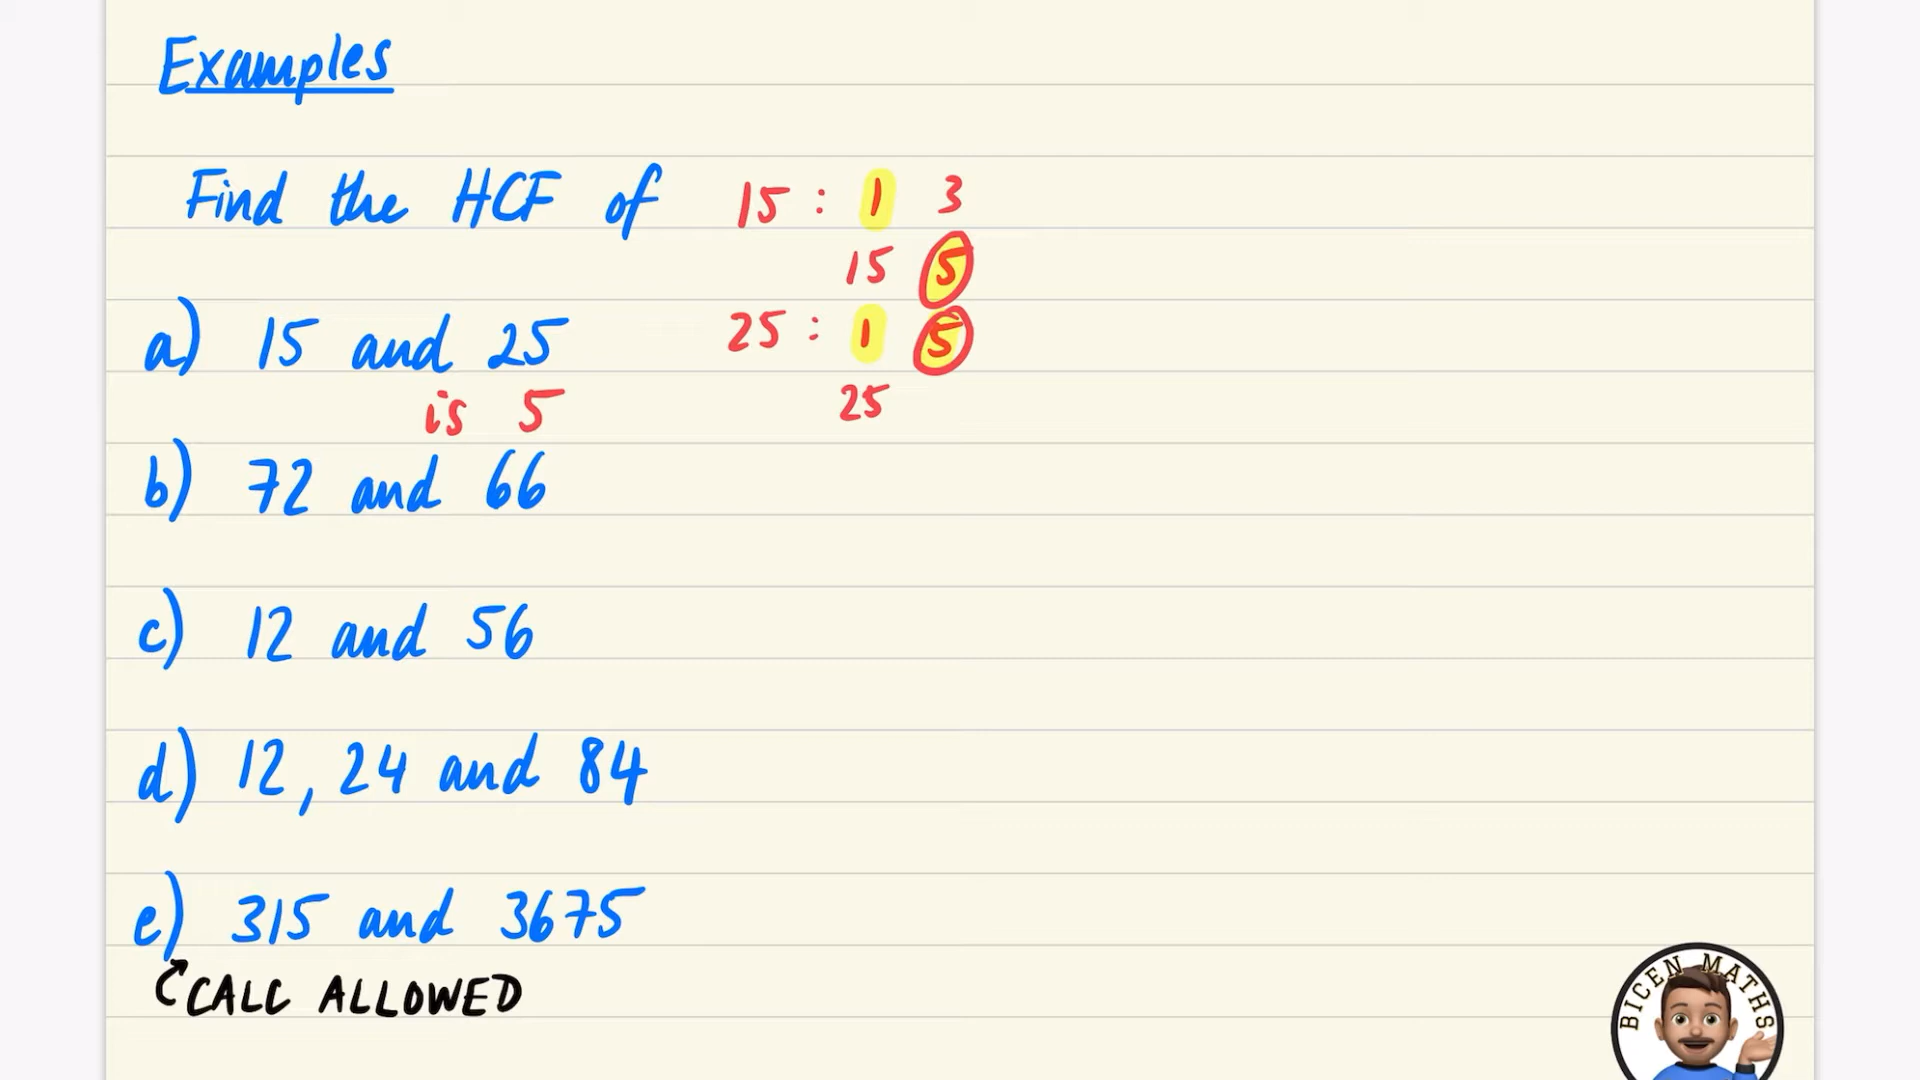 Examples
Find the HCF of
15 : 1 3
15 5
a) 15 and 25
25 : 1 5
is 5
25
b) 72 and 66
c) 12 and 56
d) 12, 24 and 84
e) 315 and 3675
CALC ALLOWED
BICEN MATHS